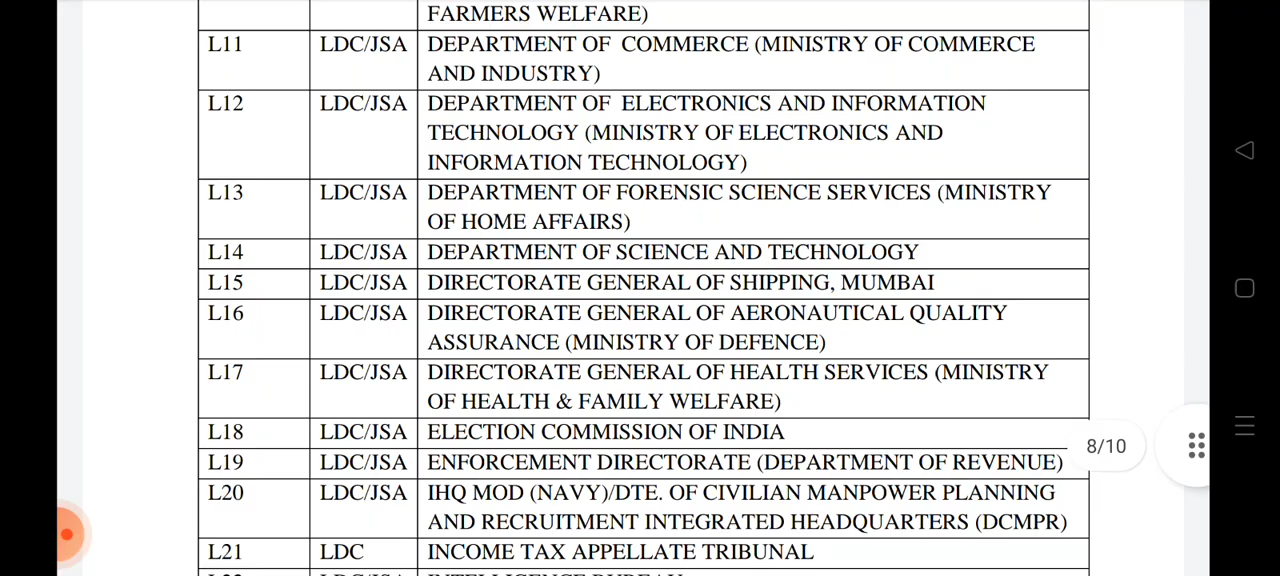 FARMERS WELFARE)
L11 LDC/JSA DEPARTMENT OF COMMERCE (MINISTRY OF COMMERCE
AND INDUSTRY)
L12 LDC/JSA DEPARTMENT OF ELECTRONICS AND INFORMATION
TECHNOLOGY (MINISTRY OF ELECTRONICS AND
INFORMATION TECHNOLOGY)
L13 LDC/JSA DEPARTMENT OF FORENSIC SCIENCE SERVICES (MINISTRY
OF HOME AFFAIRS)
L14 LDC/JSA DEPARTMENT OF SCIENCE AND TECHNOLOGY
L15 LDC/JSA DIRECTORATE GENERAL OF SHIPPING, MUMBAI
L16 LDC/JSA DIRECTORATE GENERAL OF AERONAUTICAL QUALITY
ASSURANCE (MINISTRY OF DEFENCE)
L17 LDC/JSA DIRECTORATE GENERAL OF HEALTH SERVICES (MINISTRY
OF HEALTH & FAMILY WELFARE)
L18 LDC/JSA ELECTION COMMISSION OF INDIA
8/10
L19 LDC/JSA ENFORCEMENT DIRECTORATE (DEPARTMENT OF REVENUE)
L20 LDC/JSA IHQ MOD (NAVY)/DTE. OF CIVILIAN MANPOWER PLANNING
AND RECRUITMENT INTEGRATED HEADQUARTERS (DCMPR)
L21 LDC INCOME TAX APPELLATE TRIBUNAL